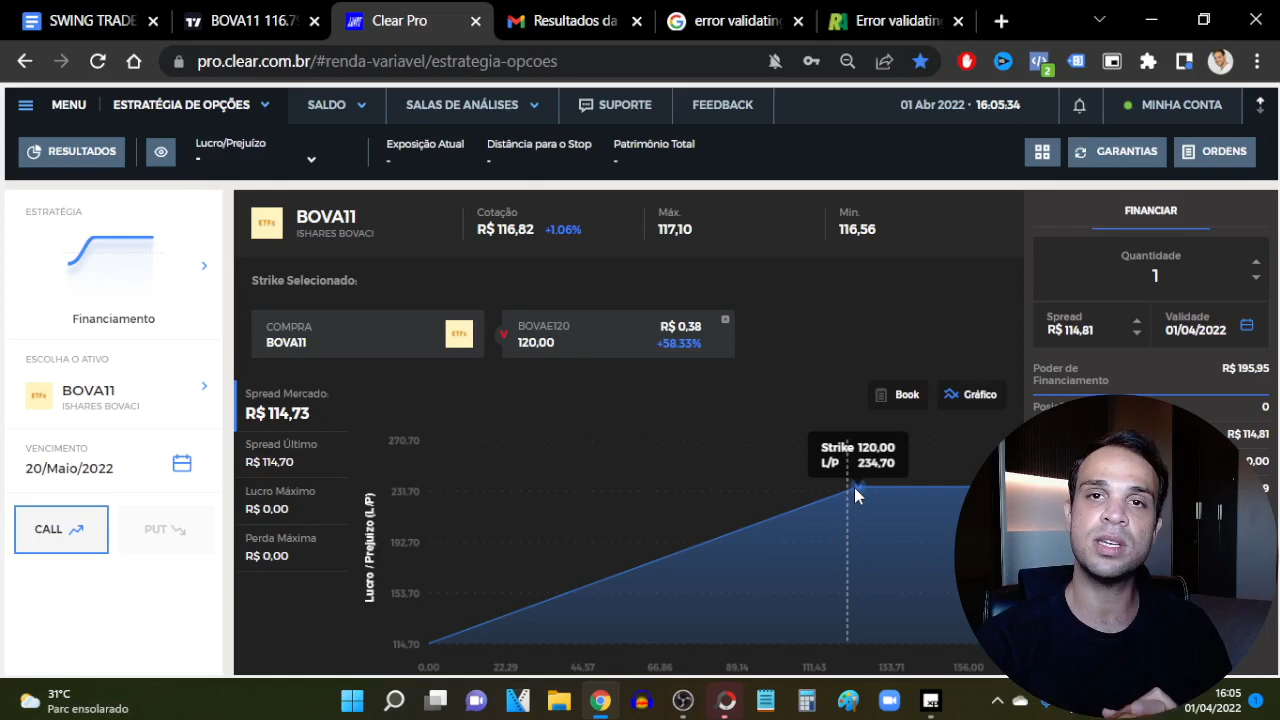 SWING TRADE
BOVA11 116.79
Clear Pro
Resultados da
error validating
Error validating
pro.clear.com.br/#renda-variavel/estrategia-opcoes
2
MENU
ESTRATÉGIA DE OPÇÕES
SALDO
SALAS DE ANÁLISES
SUPORTE
FEEDBACK
01 Abr 2022 • 16:05:34
MINHA CONTA
RESULTADOS
Lucro/Prejuízo
-
Exposição Atual
-
Distância para o Stop
-
Patrimônio Total
-
GARANTIAS
ORDENS
ESTRATÉGIA
Financiamento
ESCOLHA O ATIVO
ETFs
BOVA11
ISHARES BOVACI
VENCIMENTO
20/Maio/2022
CALL
PUT
ETFs
BOVA11
ISHARES BOVACI
Cotação
R$ 116,82 +1.06%
Máx.
117,10
Min.
116,56
Strike Selecionado:
COMPRA
BOVA11
ETFs
V
BOVAE120
120,00
R$ 0,38
+58.33%
Spread Mercado:
R$ 114,73
Spread Último
R$ 114,70
Lucro Máximo
R$ 0,00
Perda Máxima
R$ 0,00
Book
Gráfico
Strike 120,00
L/P 234,70
Lucro / Prejuízo (L/P)
270,70
231,70
192,70
153,70
114,70
0,00 22,29 44,57 66,86 89,14 111,43 133,71 156,00
FINANCIAR
Quantidade
1
Spread
R$ 114,81
Validade
01/04/2022
Poder de
Financiamento
R$ 195,95
0
R$ 114,81
31°C
Parc ensolarado
xp
16:05
01/04/2022
1